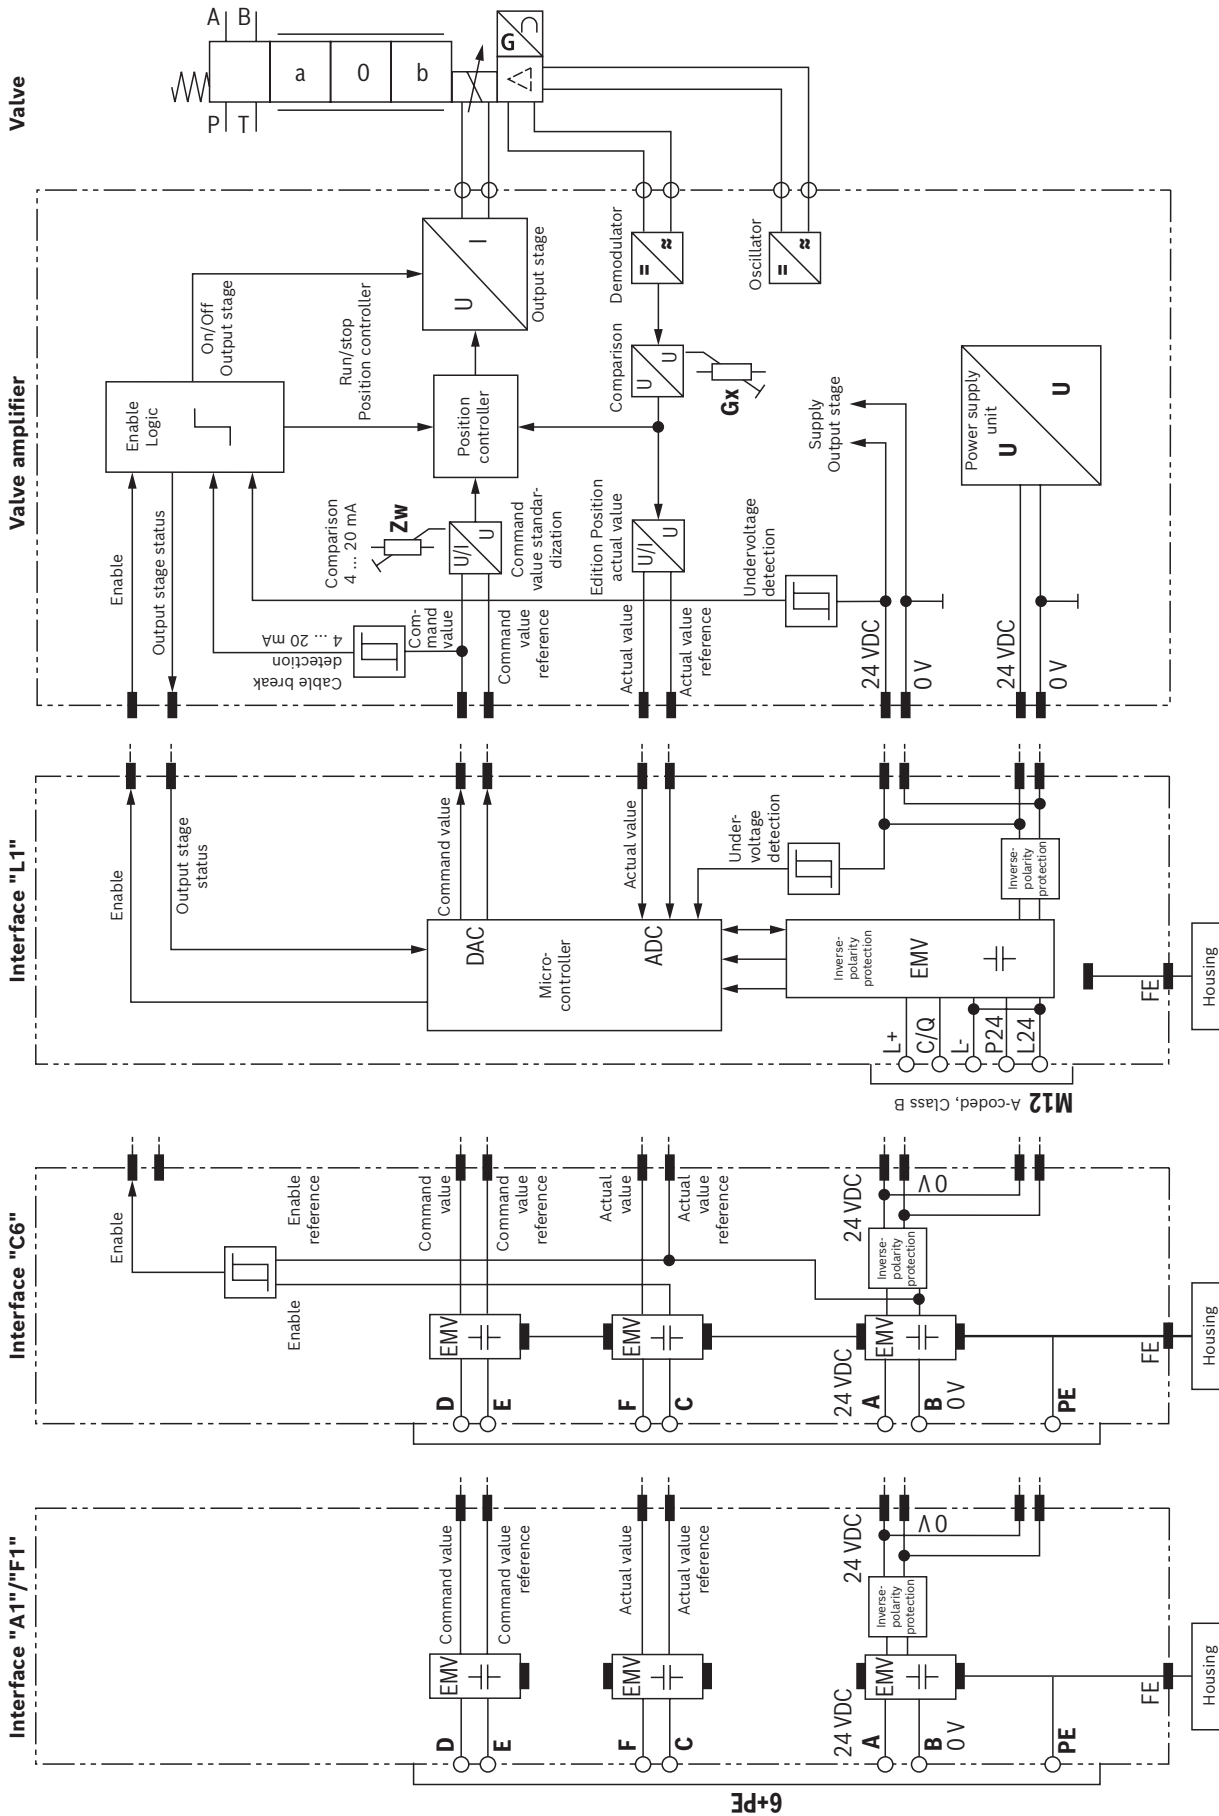 Interface "A1"/"F1"
6+PE
D
E
EMV
Command value
Command value
reference
F
C
EMV
Actual value
Actual value
reference
24 VDC
A
B
0 V
EMV
Inverse-
polarity
protection
24 VDC
0 V
PE
FE
Housing
Interface "C6"
Enable
Enable
Enable
reference
D
E
EMV
Command
value
Command value
reference
F
C
EMV
Actual
value
Actual
value
reference
24 VDC
A
B
0 V
EMV
Inverse-
polarity
protection
24 VDC
0 V
PE
FE
Housing
Interface "L1"
Enable
Output stage
status
Micro-
controller
DAC
ADC
Command value
Actual value
Under-
voltage
detection
M12 A-coded, Class B
L+
C/Q
L-
P24
L24
Inverse-
polarity
protection
EMV
Inverse-
polarity
protection
FE
Housing
Valve amplifier
Enable
Output stage status
Cable break
detection
4 ... 20 mA
Enable
Logic
On/Off
Output stage
Run/stop
Position controller
Comparison
4 ... 20 mA
Zw
Com-
mand
value
Command
value
reference
U/I
U
Command
value standar-
dization
Position
controller
U
I
Output stage
Actual value
Actual value
reference
Edition Position
actual value
U/I
U
Comparison
U
U
Gx
Demodulator
=
≈
Oscillator
=
≈
Undervoltage
detection
24 VDC
0 V
Supply
Output stage
24 VDC
0 V
Power supply
unit
U
U
Valve
A
B
P
T
a
0
b
G